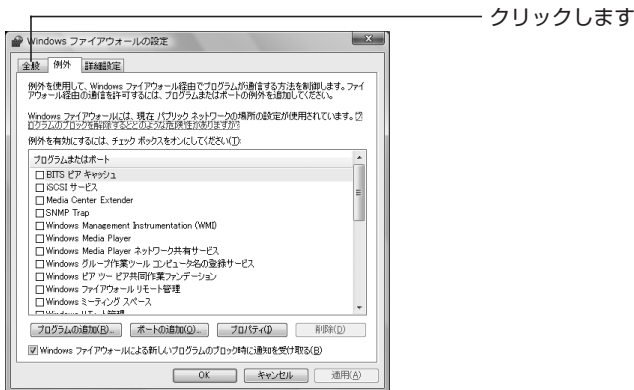 クリックします
Windows ファイアウォールの設定
全般 例外 詳細設定
例外を使用して、Windows ファイアウォール経由でプログラムが通信する方法を制御します。ファイ
アウォール経由の通信を許可するには、プログラムまたはポートの例外を追加してください。
Windows ファイアウォールには、現在 パブリック ネットワークの場所の設定が使用されています。プ
ログラムのブロックを解除するとどのような危険性がありますか?
例外を有効にするには、チェック ボックスをオンにしてください(T):
プログラムまたはポート
BITS ピア キャッシュ
iSCSI サービス
Media Center Extender
SNMP Trap
Windows Management Instrumentation (WMI)
Windows Media Player
Windows Media Player ネットワーク共有サービス
Windows グループ作業ツール コンピュータ名の登録サービス
Windows ピア ツー ピア共同作業ファンデーション
Windows ファイアウォール リモート管理
Windows ミーティング スペース
Windows リモート管理
プログラムの追加(R)... ポートの追加(O)... プロパティ(I) 削除(D)
Windows ファイアウォールによる新しいプログラムのブロック時に通知を受け取る(B)
OK キャンセル 適用(A)